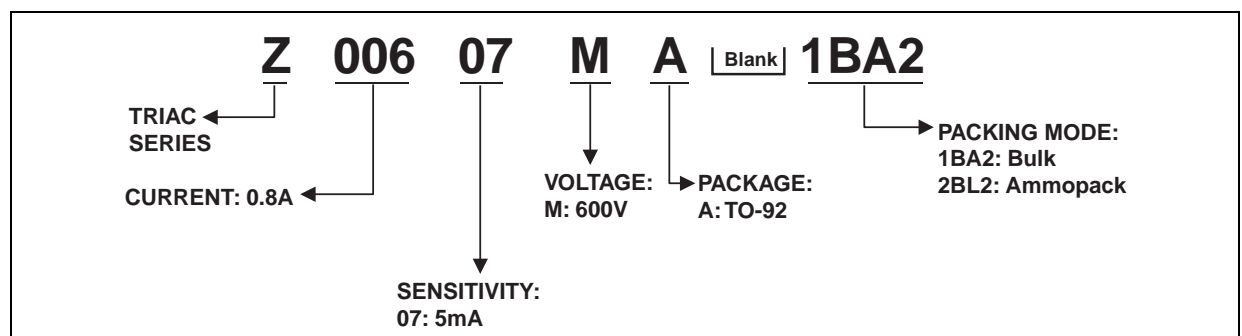 Z 006 07 M A Blank 1BA2
TRIAC
SERIES
CURRENT: 0.8A
SENSITIVITY:
07: 5mA
VOLTAGE:
M: 600V
PACKAGE:
A: TO-92
PACKING MODE:
1BA2: Bulk
2BL2: Ammopack